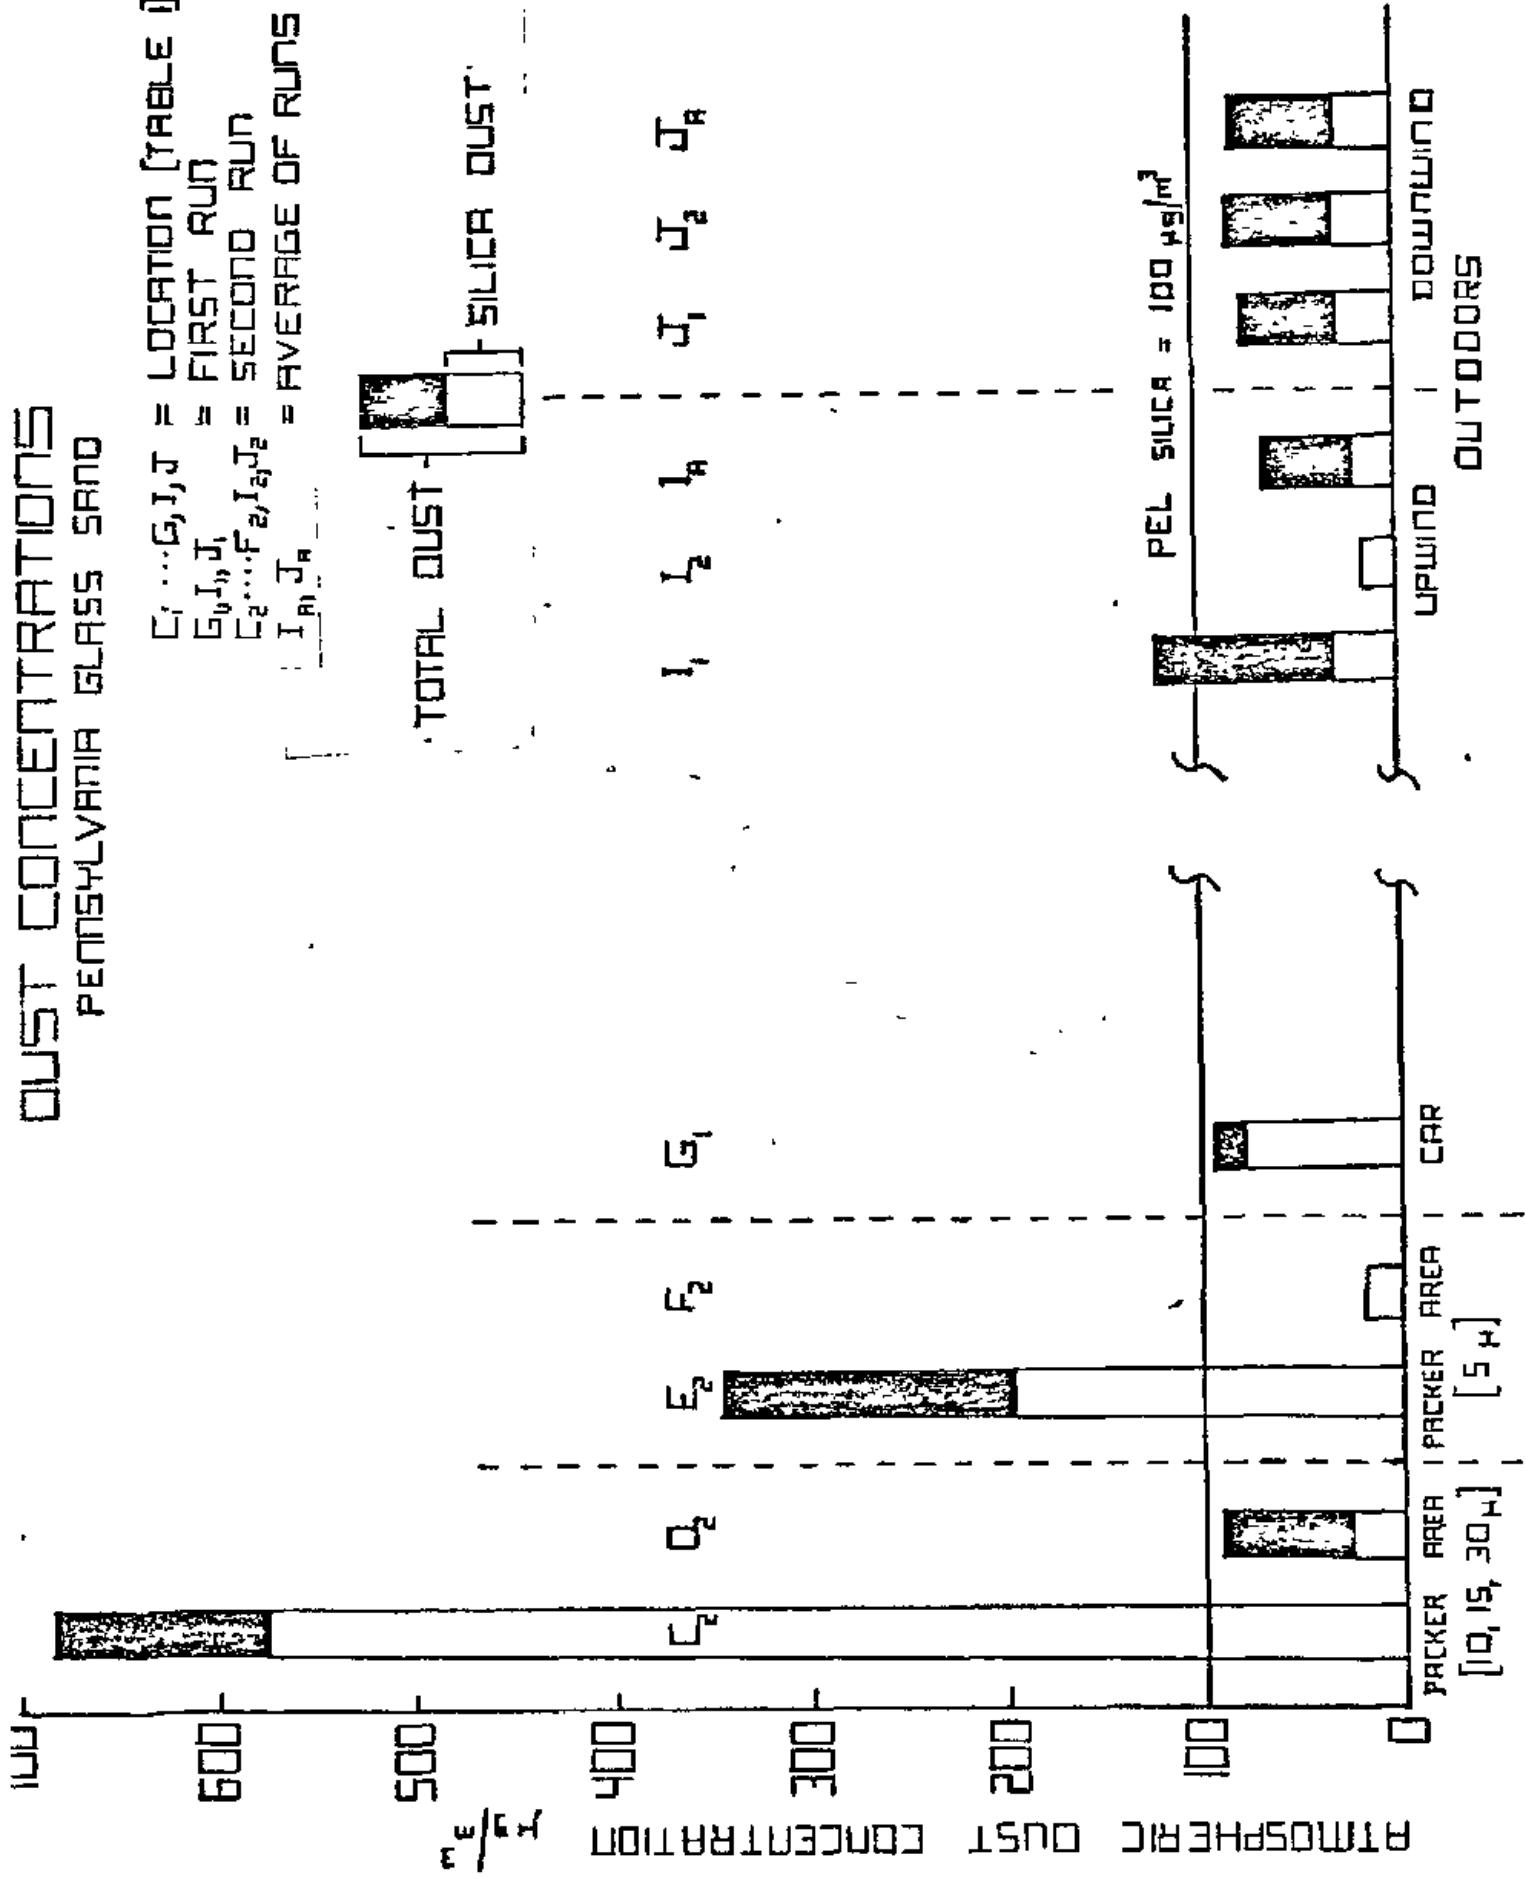 DUST CONCENTRATIONS
PENNSYLVANIA GLASS SAND
C, ... G, I, J = LOCATION [TABLE I]
G₁, I₁, J₁ = FIRST RUN
C₂ .... F₂, I₂, J₂ = SECOND RUN
I_A, J_A = AVERAGE OF RUNS
TOTAL DUST
SILICA DUST
C₂ D₂ E₂ F₂ G₁ I₁ I₂ I_A J₁ J₂ J_A
PEL SILICA = 100 µg/m³
ATMOSPHERIC DUST CONCENTRATION µg/m³
700
600
500
400
300
200
100
0
PACKER AREA
[10, 15, 30 µ]
PACKER AREA
[5 µ]
CAR
UPWIND
DOWNWIND
OUTDOORS